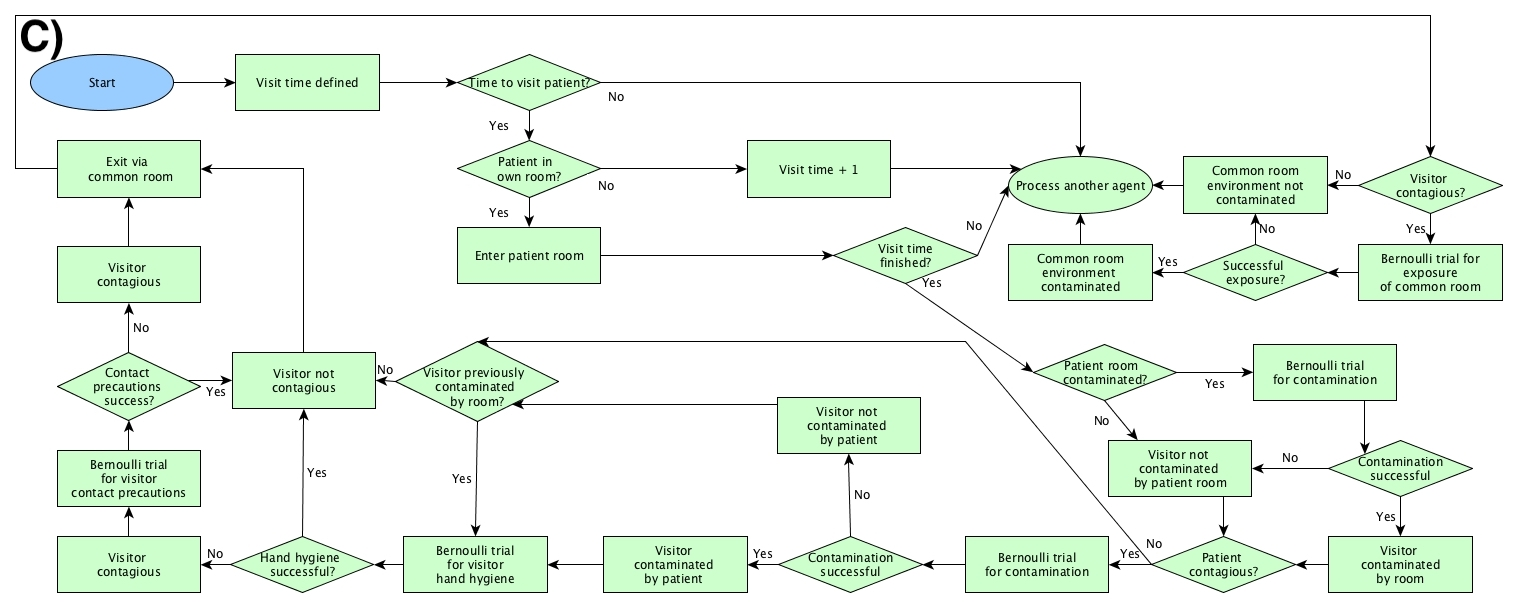 C)
Start
Visit time defined
Time to visit patient?
No
Yes
Exit via
common room
Patient in
own room?
No
Visit time + 1
Process another agent
Common room
environment not
contaminated
No
Visitor
contagious?
Yes
Yes
Enter patient room
Visit time
finished?
No
Yes
Common room
environment
contaminated
Yes
Successful
exposure?
No
Bernoulli trial for
exposure
of common room
Visitor
contagious
No
Contact
precautions
success?
Yes
Visitor not
contagious
No
Visitor previously
contaminated
by room?
Yes
Patient room
contaminated?
Yes
No
Bernoulli trial
for contamination
Visitor not
contaminated
by patient
No
Visitor not
contaminated
by patient room
No
Contamination
successful
Yes
Bernoulli trial
for visitor
contact precautions
Yes
Visitor
contagious
No
Hand hygiene
successful?
Bernoulli trial
for visitor
hand hygiene
Visitor
contaminated
by patient
Yes
Contamination
successful
Bernoulli trial
for contamination
Yes
No
Patient
contagious?
Visitor
contaminated
by room